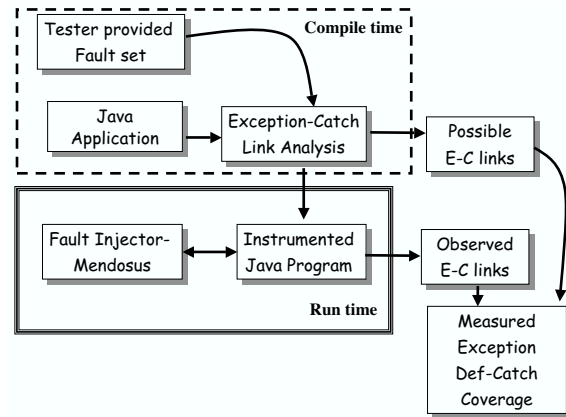 Tester provided
Fault set
Compile time
Java
Application
Exception-Catch
Link Analysis
Possible
E-C links
Fault Injector-
Mendosus
Instrumented
Java Program
Observed
E-C links
Run time
Measured
Exception
Def-Catch
Coverage